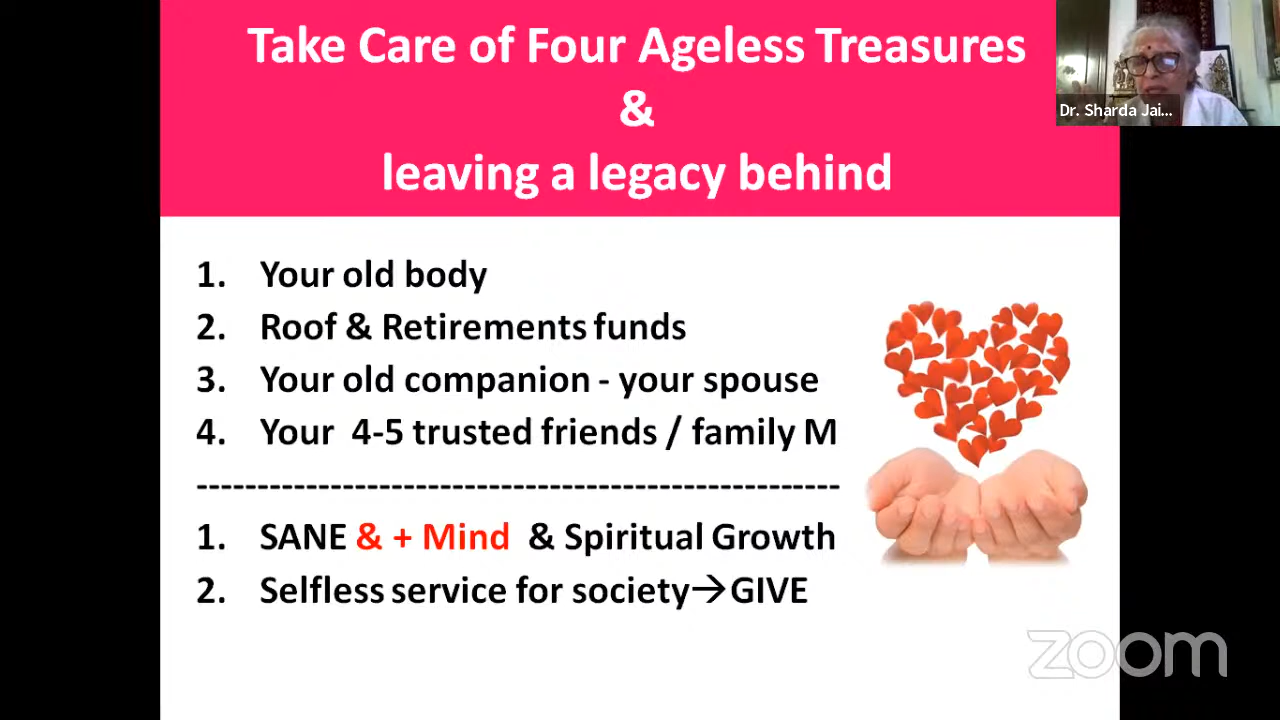 Take Care of Four Ageless Treasures
&
leaving a legacy behind
Dr. Sharda Jai...
1. Your old body
2. Roof & Retirements funds
3. Your old companion - your spouse
4. Your 4-5 trusted friends / family M
-----------------------------------------------------
1. SANE & + Mind & Spiritual Growth
2. Selfless service for society→GIVE
zoom